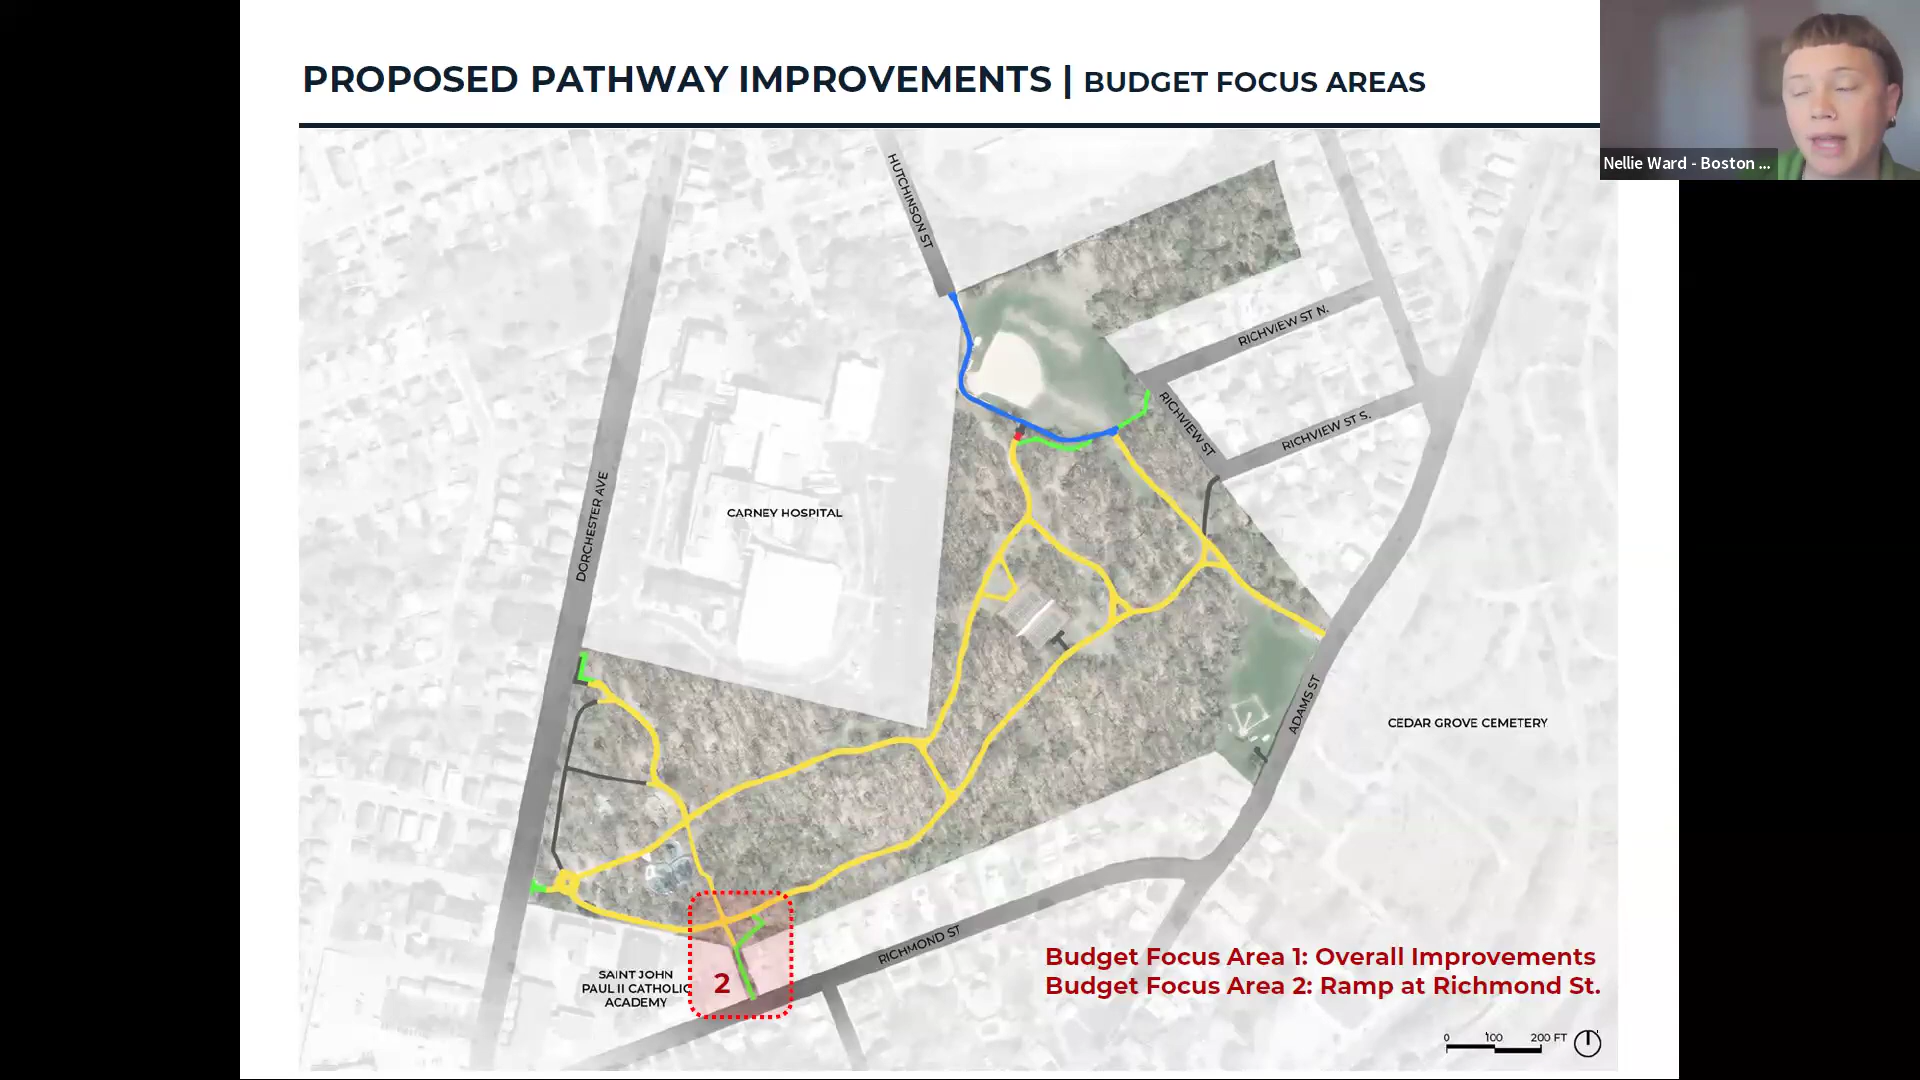 PROPOSED PATHWAY IMPROVEMENTS | BUDGET FOCUS AREAS
Nellie Ward - Boston ...
HUTCHINSON ST
RICHVIEW ST N.
RICHVIEW ST
RICHVIEW ST S.
DORCHESTER AVE
CARNEY HOSPITAL
ADAMS ST
CEDAR GROVE CEMETERY
RICHMOND ST
SAINT JOHN
PAUL II CATHOLIC
ACADEMY
2
Budget Focus Area 1: Overall Improvements
Budget Focus Area 2: Ramp at Richmond St.
0 100 200 FT